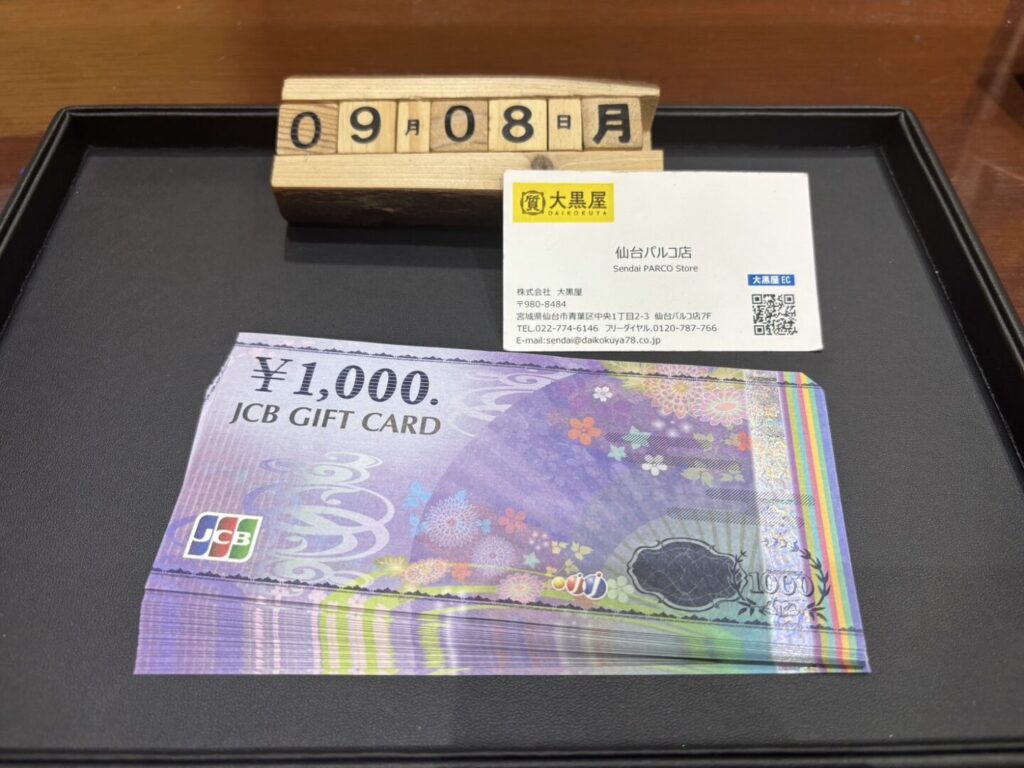 09月08日月
質 大黒屋
DAIKOKUYA
仙台パルコ店
Sendai PARCO Store
大黒屋 EC
株式会社 大黒屋
〒980-8484
宮城県仙台市青葉区中央1丁目2-3 仙台パルコ店7F
TEL.022-774-6146 フリーダイヤル.0120-787-766
E-mail:sendai@daikokuya78.co.jp
¥1,000.
JCB GIFT CARD
JCB
1000